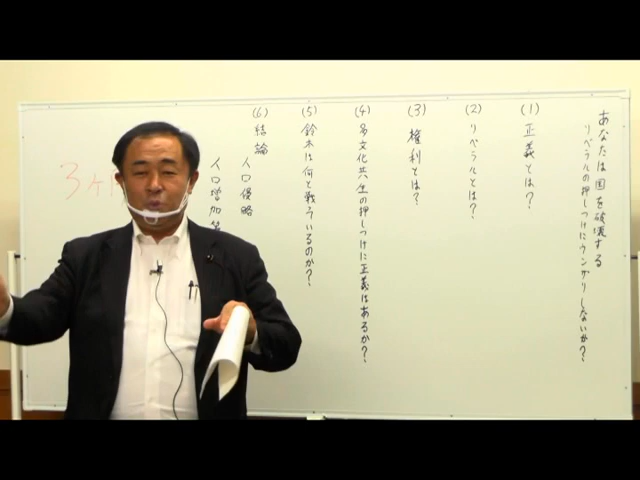 あなたは国を破壊する
リベラルの押しつけにウンザリしないか?
(1) 正義とは?
(2) リベラルとは?
(3) 権利とは?
(4) 多文化共生の押しつけに正義はあるか?
(5) 鈴木は何と戦っているのか?
(6) 結論
人口侵略
人口増加
3ヶ